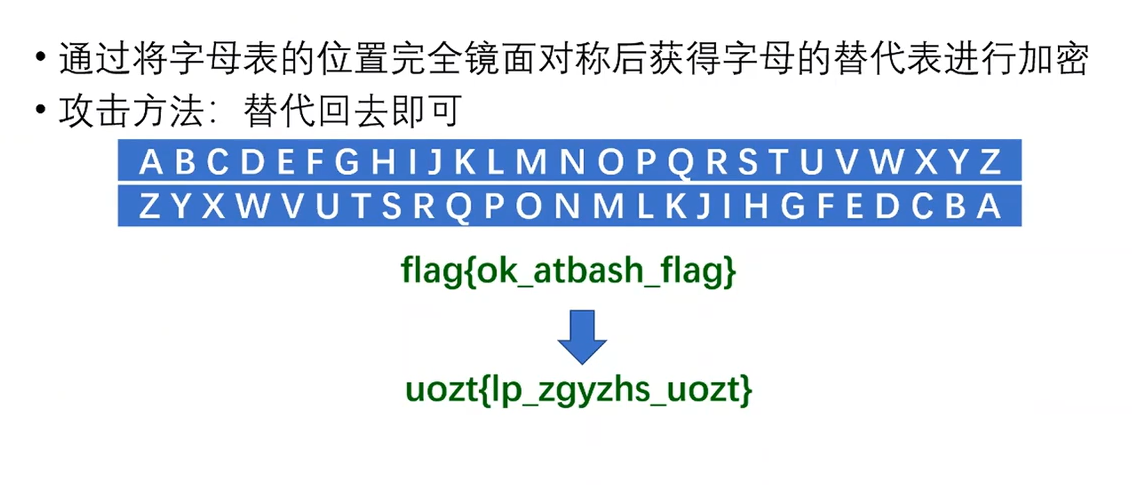 • 通过将字母表的位置完全镜面对称后获得字母的替代表进行加密
• 攻击方法：替代回去即可
A B C D E F G H I J K L M N O P Q R S T U V W X Y Z
Z Y X W V U T S R Q P O N M L K J I H G F E D C B A
flag{ok_atbash_flag}
uozt{lp_zgyzhs_uozt}